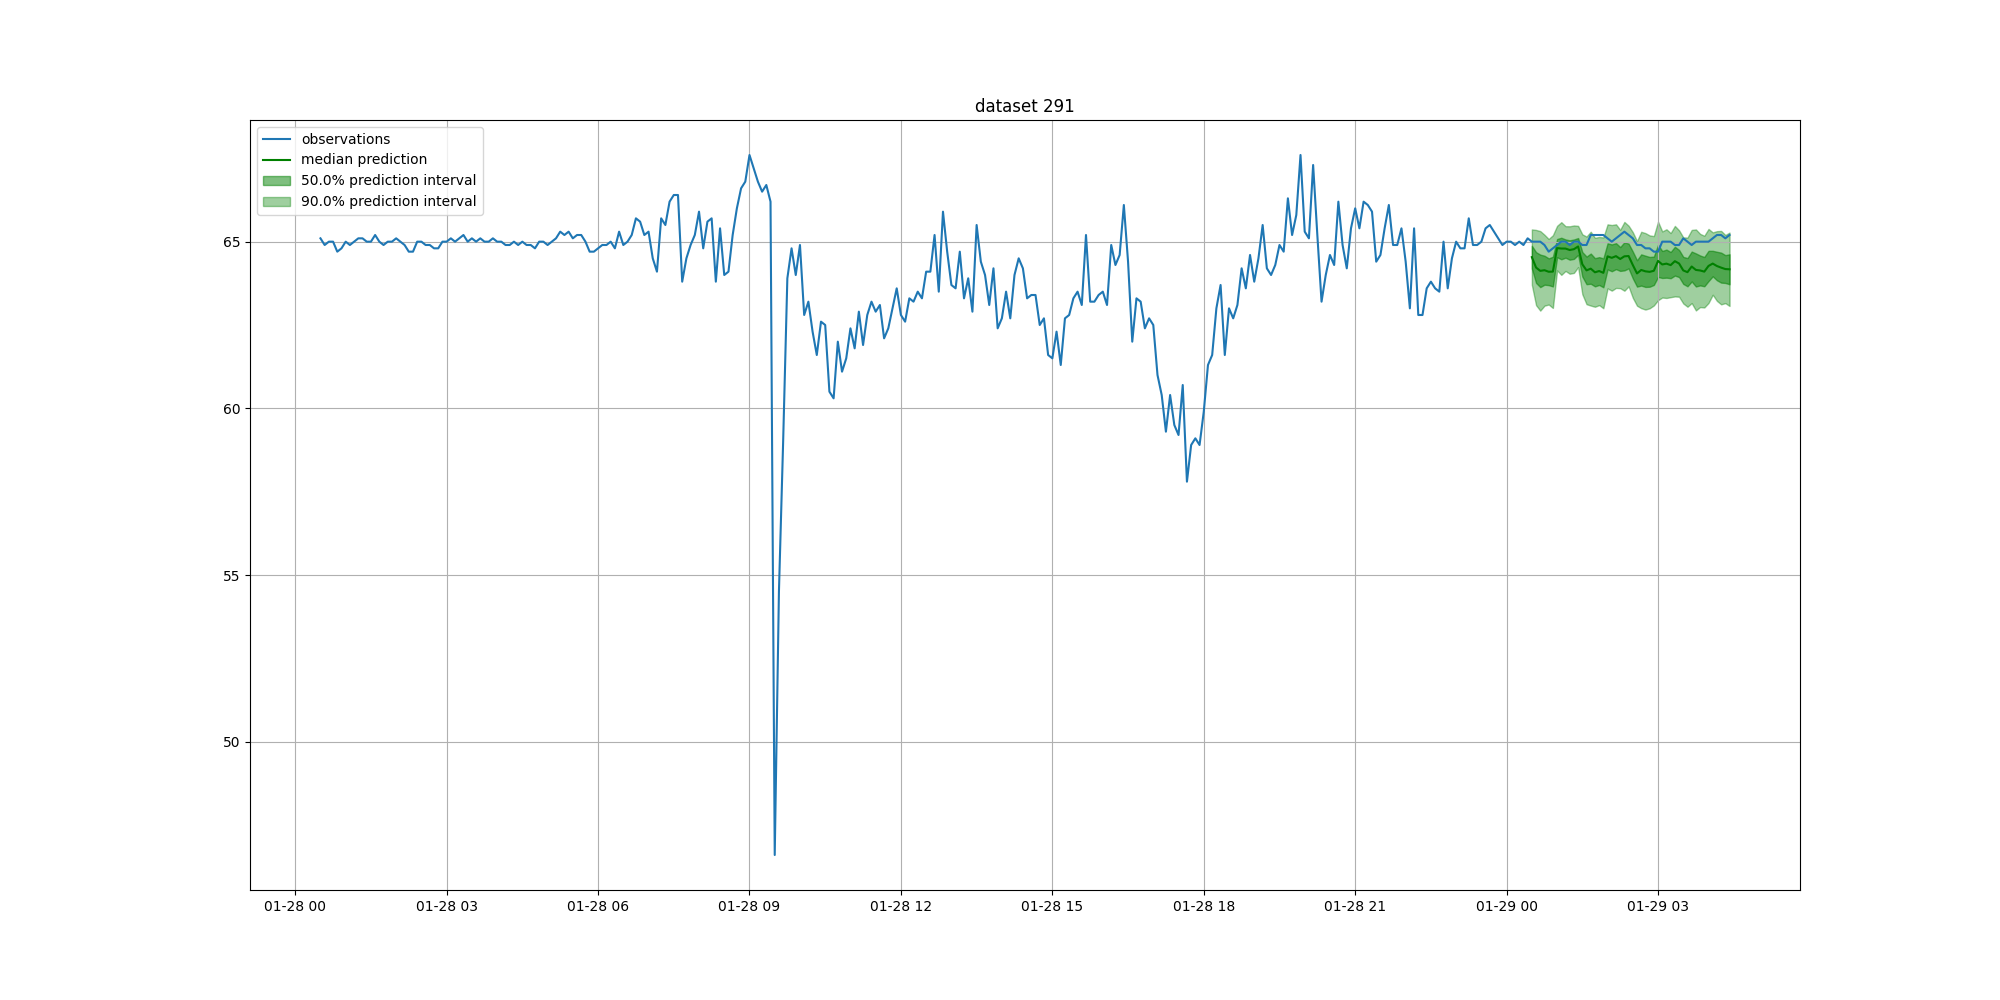 dataset 291
observations
median prediction
50.0% prediction interval
90.0% prediction interval
65
60
55
50
01-28 00 01-28 03 01-28 06 01-28 09 01-28 12 01-28 15 01-28 18 01-28 21 01-29 00 01-29 03